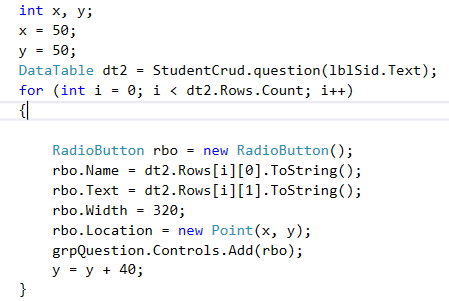 int x, y;
x = 50;
y = 50;
DataTable dt2 = StudentCrud.question(lblSid.Text);
for (int i = 0; i < dt2.Rows.Count; i++)
{
RadioButton rbo = new RadioButton();
rbo.Name = dt2.Rows[i][0].ToString();
rbo.Text = dt2.Rows[i][1].ToString();
rbo.Width = 320;
rbo.Location = new Point(x, y);
grpQuestion.Controls.Add(rbo);
y = y + 40;
}